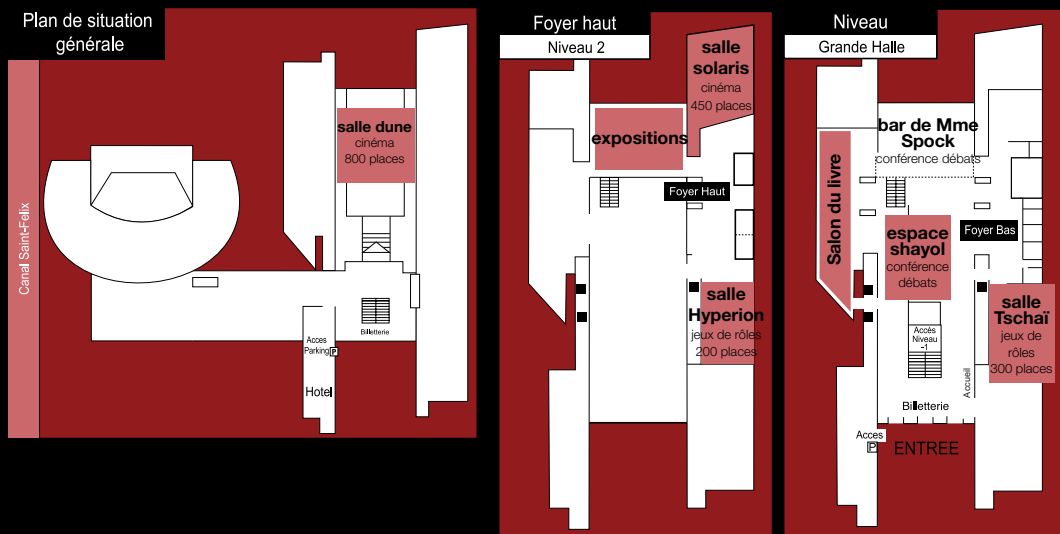 Plan de situation
générale
Canal Saint-Felix
salle dune
cinéma
800 places
Billetterie
Acces
Parking P
Hotel
Foyer haut
Niveau 2
salle
solaris
cinéma
450 places
expositions
Foyer Haut
salle
Hyperion
jeux de rôles
200 places
Niveau
Grande Halle
bar de Mme
Spock
conférence débats
Salon du livre
espace
shayol
conférence
débats
Foyer Bas
salle
Tschaï
jeux de
rôles
300 places
Accès
Niveau
-1
Accueil
Billetterie
Acces
P
ENTREE